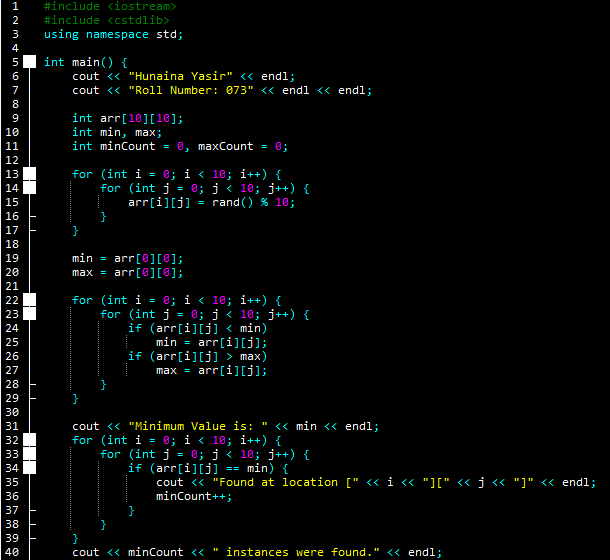 1 #include <iostream>
2 #include <cstdlib>
3 using namespace std;
4
5 int main() {
6 cout << "Hunaina Yasir" << endl;
7 cout << "Roll Number: 073" << endl << endl;
8
9 int arr[10][10];
10 int min, max;
11 int minCount = 0, maxCount = 0;
12
13 for (int i = 0; i < 10; i++) {
14 for (int j = 0; j < 10; j++) {
15 arr[i][j] = rand() % 10;
16 }
17 }
18
19 min = arr[0][0];
20 max = arr[0][0];
21
22 for (int i = 0; i < 10; i++) {
23 for (int j = 0; j < 10; j++) {
24 if (arr[i][j] < min)
25 min = arr[i][j];
26 if (arr[i][j] > max)
27 max = arr[i][j];
28 }
29 }
30
31 cout << "Minimum Value is: " << min << endl;
32 for (int i = 0; i < 10; i++) {
33 for (int j = 0; j < 10; j++) {
34 if (arr[i][j] == min) {
35 cout << "Found at location [" << i << "][" << j << "]" << endl;
36 minCount++;
37 }
38 }
39 }
40 cout << minCount << " instances were found." << endl;